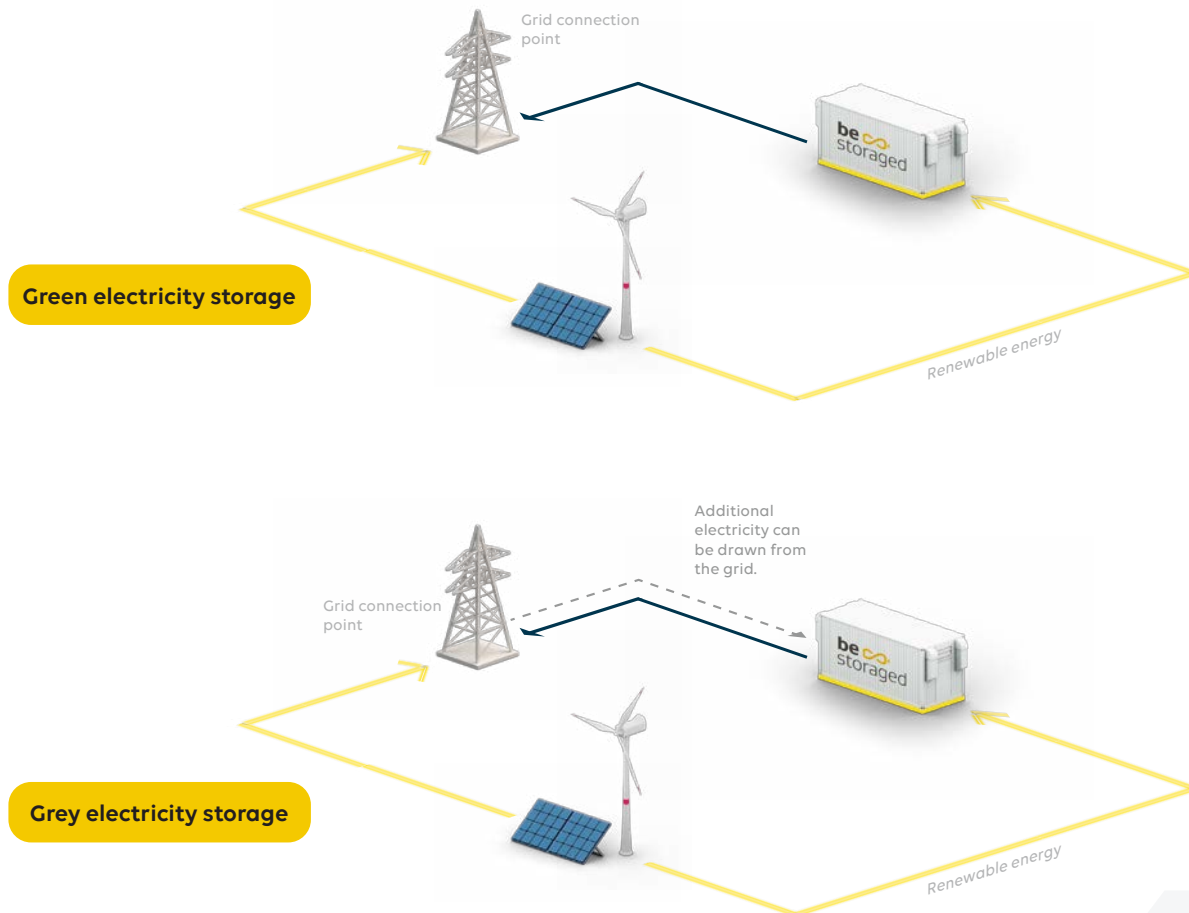 Grid connection
point
be
storaged
Green electricity storage
Renewable energy
Additional
electricity can
be drawn from
the grid.
Grid connection
point
be
storaged
Grey electricity storage
Renewable energy